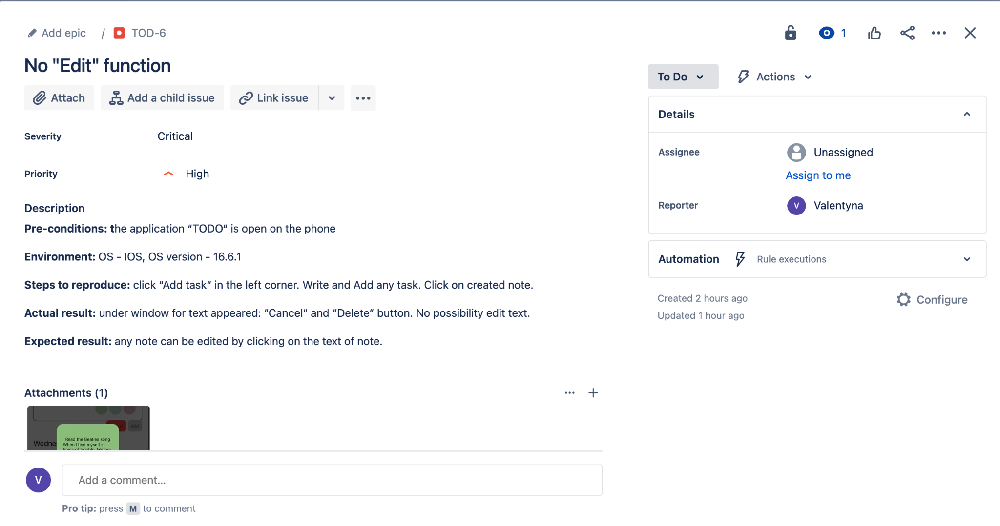 Add epic / TOD-6
1
No "Edit" function
To Do
Actions
Attach
Add a child issue
Link issue
Details
Severity Critical
Assignee Unassigned
Assign to me
Priority High
Reporter V Valentyna
Description
Pre-conditions: the application “TODO“ is open on the phone
Environment: OS - IOS, OS version - 16.6.1
Automation Rule executions
Steps to reproduce: click “Add task“ in the left corner. Write and Add any task. Click on created note.
Created 2 hours ago
Configure
Updated 1 hour ago
Actual result: under window for text appeared: “Cancel“ and “Delete“ button. No possibility edit text.
Expected result: any note can be edited by clicking on the text of note.
Attachments (1)
Add
Wedne
Read the Beatles song
When I find myself in
times of trouble, Mother
V
Add a comment...
Pro tip: press M to comment